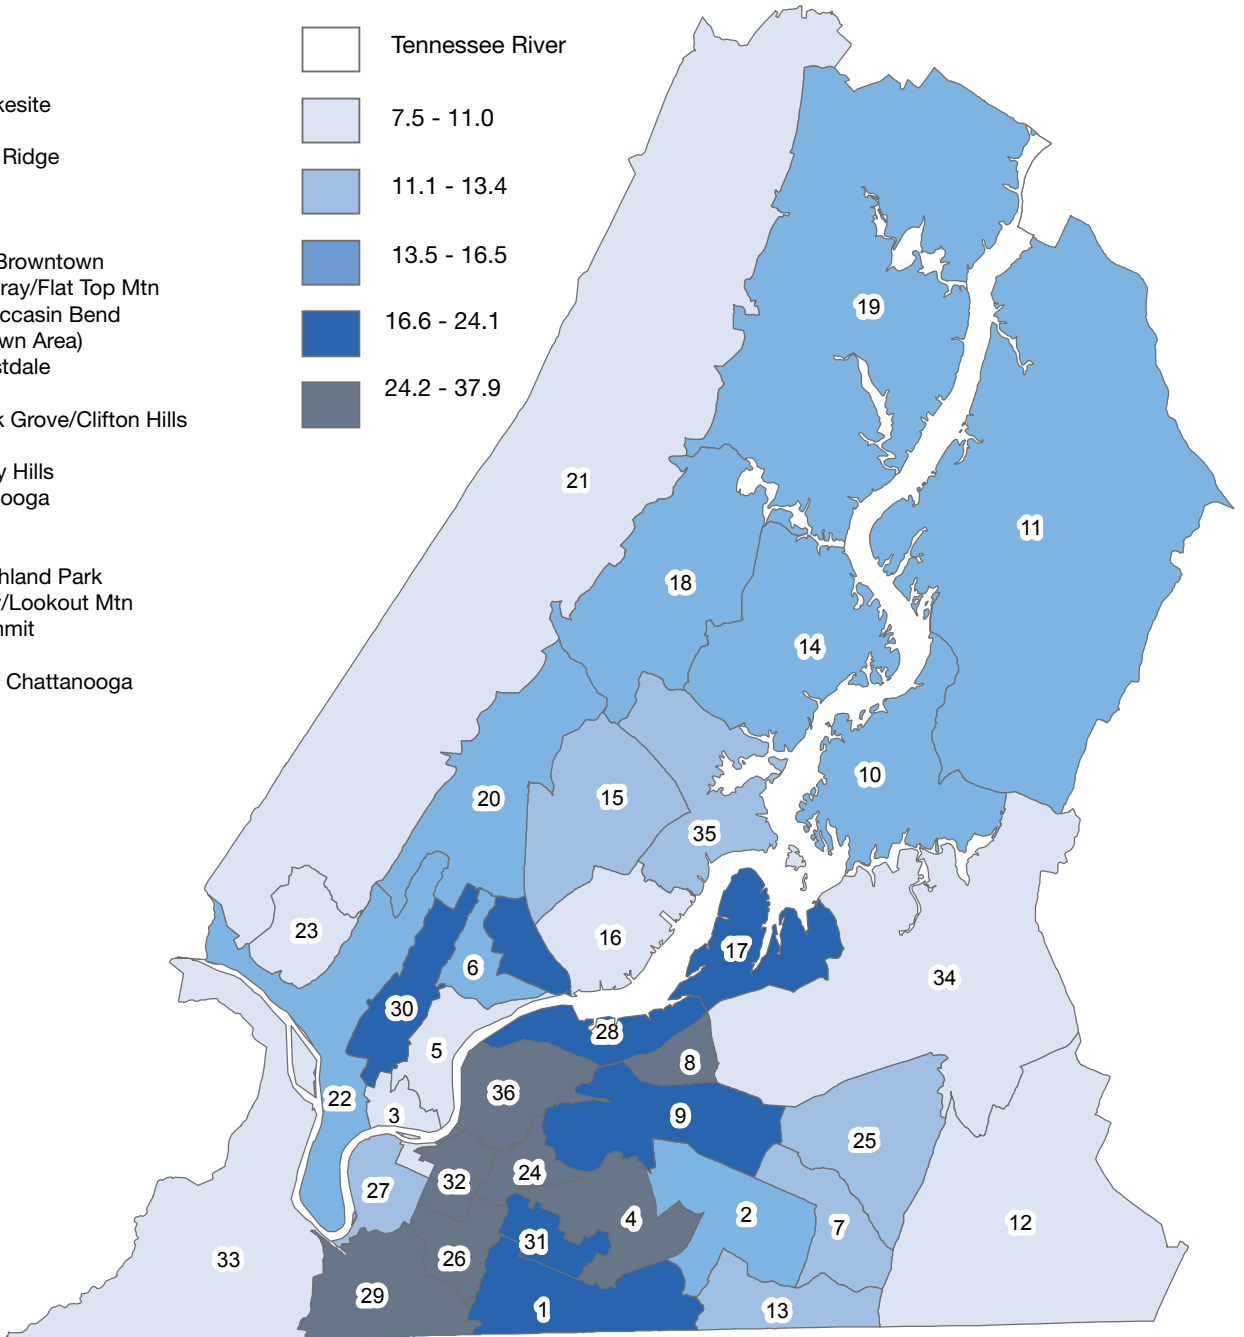 Tennessee River
7.5 - 11.0
11.1 - 13.4
13.5 - 16.5
16.6 - 24.1
24.2 - 37.9
kesite
Ridge
Browntown
ray/Flat Top Mtn
ccasin Bend
wn Area)
stdale
k Grove/Clifton Hills
y Hills
ooga
hland Park
y/Lookout Mtn
nmit
Chattanooga
19
21
11
18
14
10
20
15
35
23
16
17
6
34
30
28
5
8
36
22
3
9
25
24
32
27
4
2
7
12
31
33
26
29
1
13